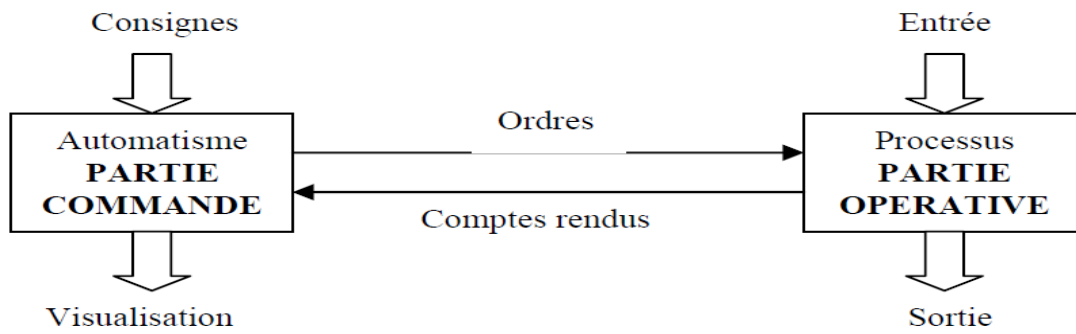 Consignes
Entrée
Automatisme
PARTIE
COMMANDE
Ordres
Comptes rendus
Processus
PARTIE
OPERATIVE
Visualisation
Sortie